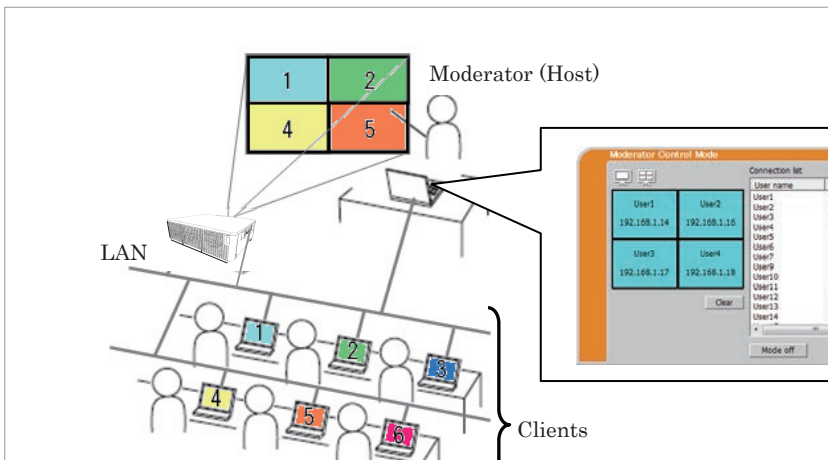 1 2
4 5
Moderator (Host)
LAN
1
2
3
4
5
6
Clients
Moderator Control Mode
Connection list
User name
User1 User2
192.168.1.14 192.168.1.16
User3 User4
192.168.1.17 192.168.1.18
Clear
User1
User2
User3
User4
User5
User6
User7
User9
User10
User11
User12
User13
User14
Mode off